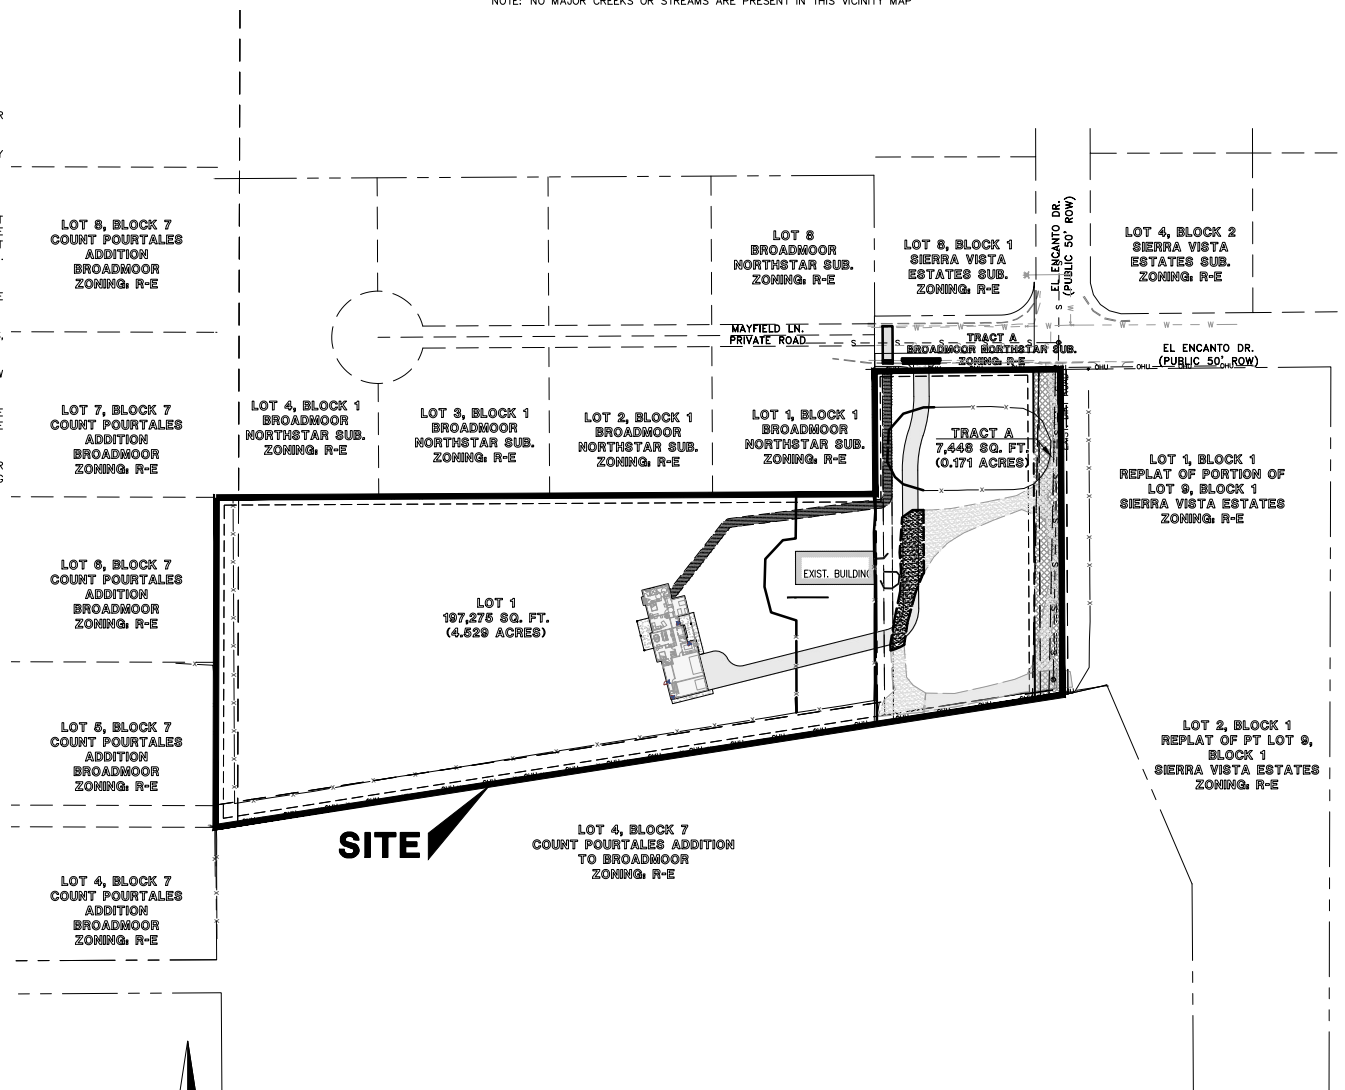 NOTE: NO MAJOR CREEKS OR STREAMS ARE PRESENT IN THIS VICINITY MAP
LOT 8, BLOCK 7
COUNT POURTALES
ADDITION
BROADMOOR
ZONING: R-E
LOT 8
BROADMOOR
NORTHSTAR SUB.
ZONING: R-E
LOT 8, BLOCK 1
SIERRA VISTA
ESTATES SUB.
ZONING: R-E
EL ENCANTO DR.
(PUBLIC 50' ROW)
LOT 4, BLOCK 2
SIERRA VISTA
ESTATES SUB.
ZONING: R-E
MAYFIELD LN.
PRIVATE ROAD
TRACT A
BROADMOOR NORTHSTAR SUB.
ZONING: R-E
EL ENCANTO DR.
(PUBLIC 50' ROW)
LOT 7, BLOCK 7
COUNT POURTALES
ADDITION
BROADMOOR
ZONING: R-E
LOT 4, BLOCK 1
BROADMOOR
NORTHSTAR SUB.
ZONING: R-E
LOT 3, BLOCK 1
BROADMOOR
NORTHSTAR SUB.
ZONING: R-E
LOT 2, BLOCK 1
BROADMOOR
NORTHSTAR SUB.
ZONING: R-E
LOT 1, BLOCK 1
BROADMOOR
NORTHSTAR SUB.
ZONING: R-E
TRACT A
7,448 SQ. FT.
(0.171 ACRES)
LOT 1, BLOCK 1
REPLAT OF PORTION OF
LOT 9, BLOCK 1
SIERRA VISTA ESTATES
ZONING: R-E
LOT 6, BLOCK 7
COUNT POURTALES
ADDITION
BROADMOOR
ZONING: R-E
LOT 1
197,275 SQ. FT.
(4.529 ACRES)
EXIST. BUILDING
LOT 5, BLOCK 7
COUNT POURTALES
ADDITION
BROADMOOR
ZONING: R-E
LOT 2, BLOCK 1
REPLAT OF PT LOT 9,
BLOCK 1
SIERRA VISTA ESTATES
ZONING: R-E
SITE
LOT 4, BLOCK 7
COUNT POURTALES ADDITION
TO BROADMOOR
ZONING: R-E
LOT 4, BLOCK 7
COUNT POURTALES
ADDITION
BROADMOOR
ZONING: R-E